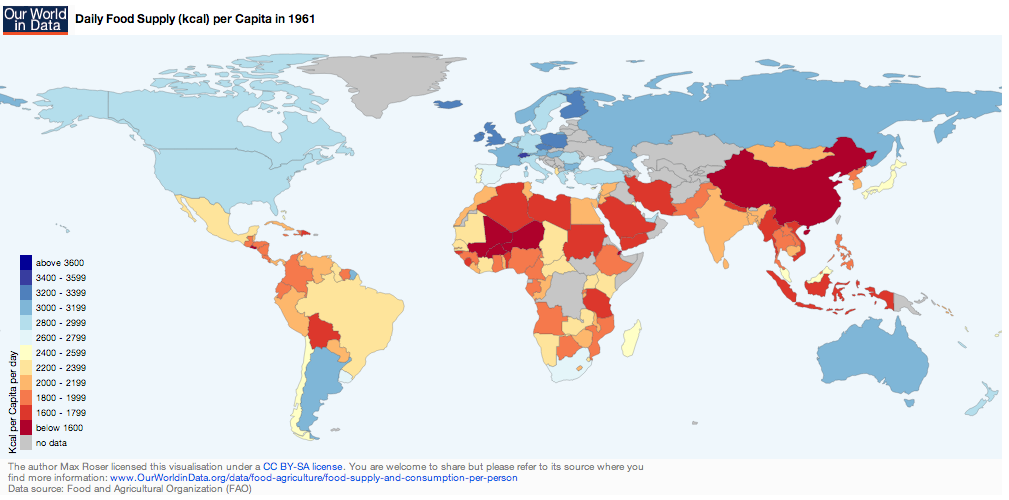 Our World
in Data
Daily Food Supply (kcal) per Capita in 1961
Kcal per Capita per day
above 3600
3400 - 3599
3200 - 3399
3000 - 3199
2800 - 2999
2600 - 2799
2400 - 2599
2200 - 2399
2000 - 2199
1800 - 1999
1600 - 1799
below 1600
no data
The author Max Roser licensed this visualisation under a CC BY-SA license. You are welcome to share but please refer to its source where you
find more information: www.OurWorldinData.org/data/food-agriculture/food-supply-and-consumption-per-person
Data source: Food and Agricultural Organization (FAO)